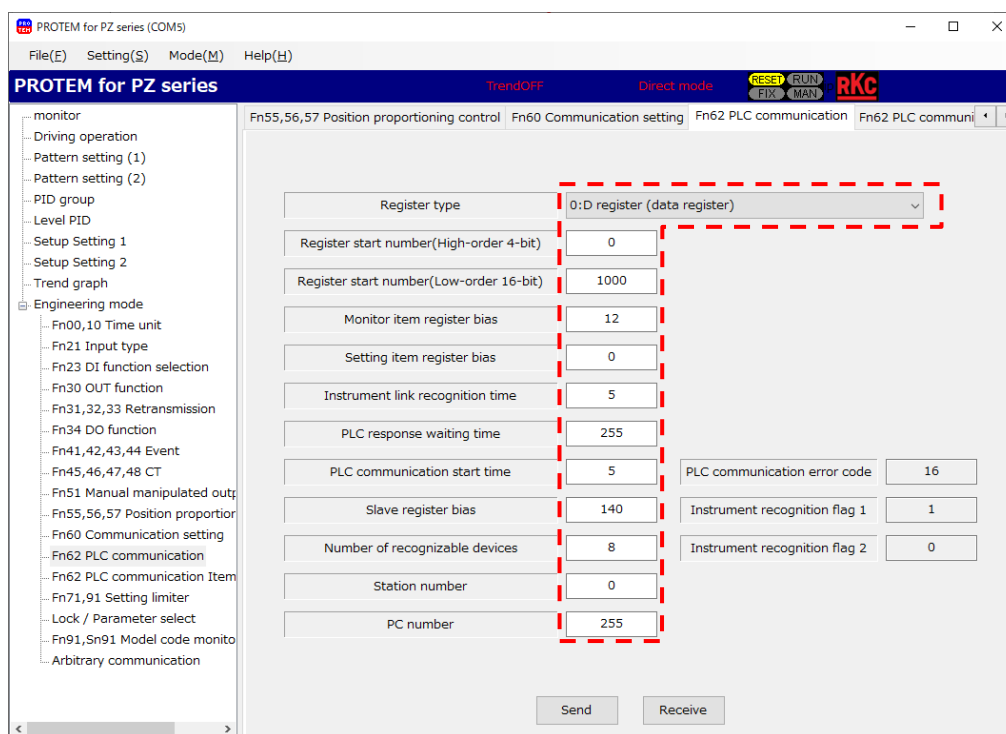 PROTEM for PZ series (COM5)
File(F) Setting(S) Mode(M) Help(H)
PROTEM for PZ series TrendOFF Direct mode RESET RUN FIX MAN RKC
monitor
Driving operation
Pattern setting (1)
Pattern setting (2)
PID group
Level PID
Setup Setting 1
Setup Setting 2
Trend graph
Engineering mode
Fn00,10 Time unit
Fn21 Input type
Fn23 DI function selection
Fn30 OUT function
Fn31,32,33 Retransmission
Fn34 DO function
Fn41,42,43,44 Event
Fn45,46,47,48 CT
Fn51 Manual manipulated outp
Fn55,56,57 Position proportior
Fn60 Communication setting
Fn62 PLC communication
Fn62 PLC communication Item
Fn71,91 Setting limiter
Lock / Parameter select
Fn91,Sn91 Model code monito
Arbitrary communication
Fn55,56,57 Position proportioning control Fn60 Communication setting Fn62 PLC communication Fn62 PLC communi
Register type 0:D register (data register)
Register start number(High-order 4-bit) 0
Register start number(Low-order 16-bit) 1000
Monitor item register bias 12
Setting item register bias 0
Instrument link recognition time 5
PLC response waiting time 255
PLC communication start time 5 PLC communication error code 16
Slave register bias 140 Instrument recognition flag 1 1
Number of recognizable devices 8 Instrument recognition flag 2 0
Station number 0
PC number 255
Send Receive